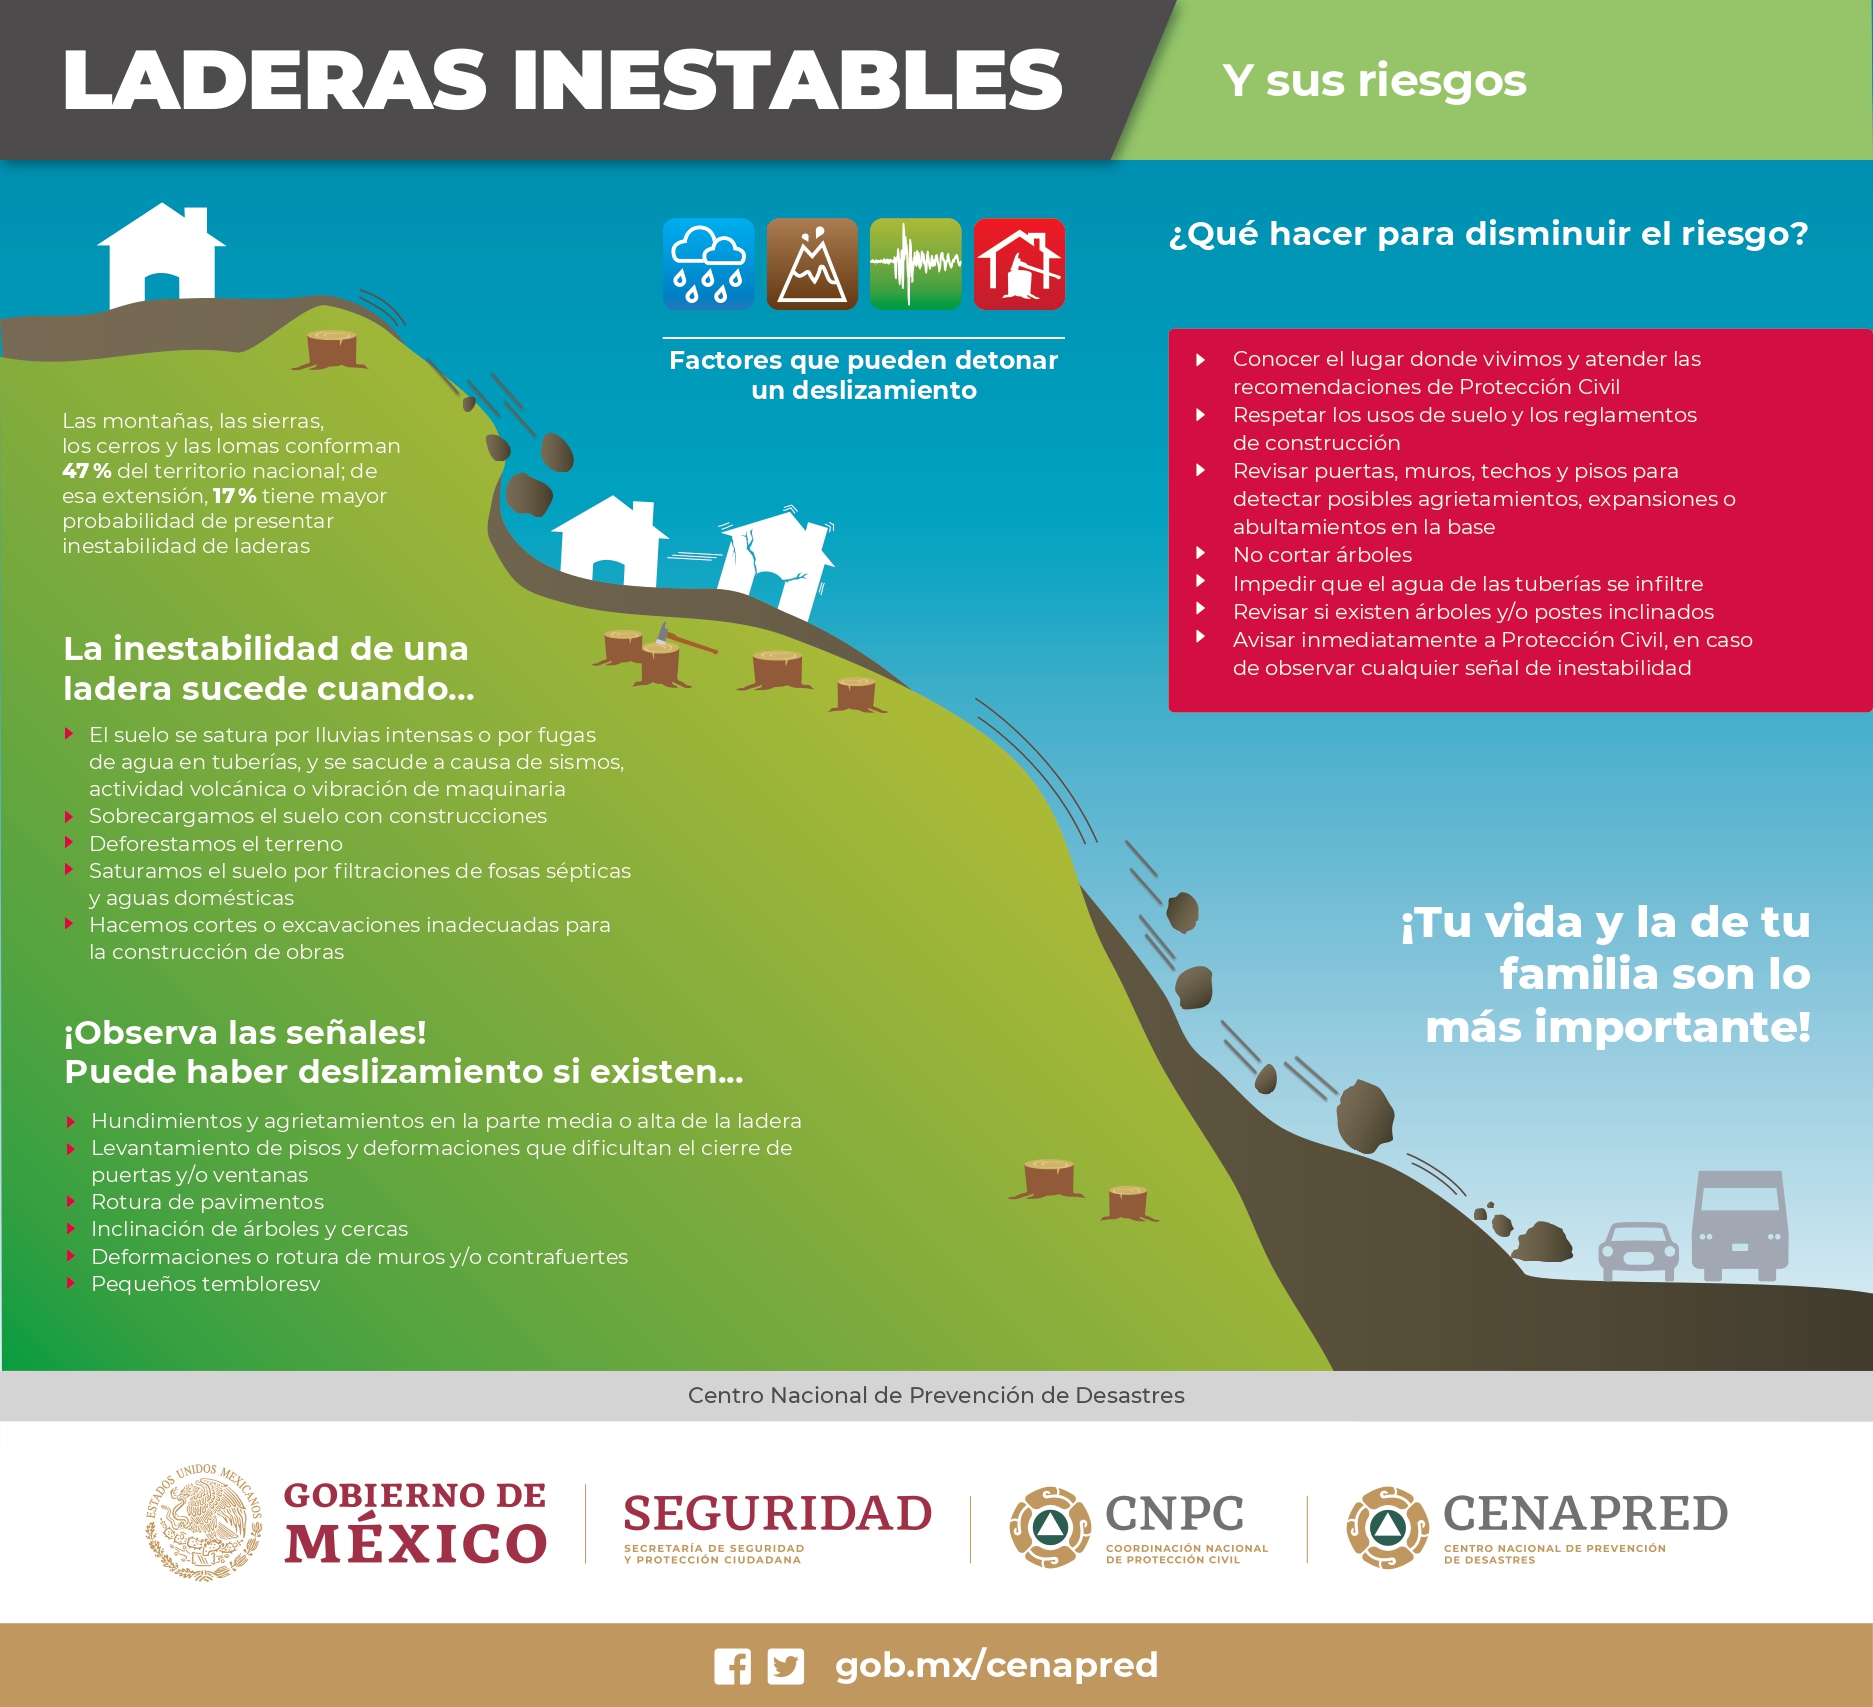 LADERAS INESTABLES
Y sus riesgos
Factores que pueden detonar
un deslizamiento
¿Qué hacer para disminuir el riesgo?
Conocer el lugar donde vivimos y atender las
recomendaciones de Protección Civil
Respetar los usos de suelo y los reglamentos
de construcción
Revisar puertas, muros, techos y pisos para
detectar posibles agrietamientos, expansiones o
abultamientos en la base
No cortar árboles
Impedir que el agua de las tuberías se infiltre
Revisar si existen árboles y/o postes inclinados
Avisar inmediatamente a Protección Civil, en caso
de observar cualquier señal de inestabilidad
Las montañas, las sierras,
los cerros y las lomas conforman
47% del territorio nacional; de
esa extensión, 17% tiene mayor
probabilidad de presentar
inestabilidad de laderas
La inestabilidad de una
ladera sucede cuando...
El suelo se satura por lluvias intensas o por fugas
de agua en tuberías, y se sacude a causa de sismos,
actividad volcánica o vibración de maquinaria
Sobrecargamos el suelo con construcciones
Deforestamos el terreno
Saturamos el suelo por filtraciones de fosas sépticas
y aguas domésticas
Hacemos cortes o excavaciones inadecuadas para
la construcción de obras
¡Observa las señales!
Puede haber deslizamiento si existen...
Hundimientos y agrietamientos en la parte media o alta de la ladera
Levantamiento de pisos y deformaciones que dificultan el cierre de
puertas y/o ventanas
Rotura de pavimentos
Inclinación de árboles y cercas
Deformaciones o rotura de muros y/o contrafuertes
Pequeños tembloresv
¡Tu vida y la de tu
familia son lo
más importante!
Centro Nacional de Prevención de Desastres
ESTADOS UNIDOS MEXICANOS
GOBIERNO DE
MÉXICO
SEGURIDAD
SECRETARÍA DE SEGURIDAD
Y PROTECCIÓN CIUDADANA
CNPC
COORDINACIÓN NACIONAL
DE PROTECCIÓN CIVIL
CENAPRED
CENTRO NACIONAL DE PREVENCIÓN
DE DESASTRES
gob.mx/cenapred